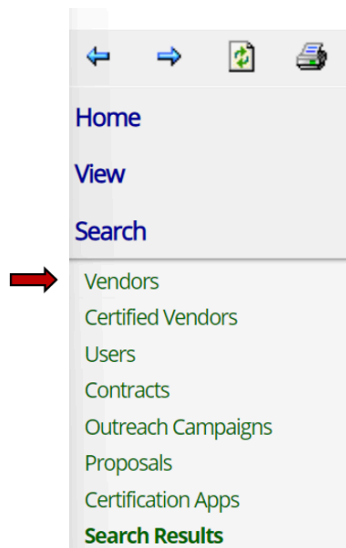 Home
View
Search
Vendors
Certified Vendors
Users
Contracts
Outreach Campaigns
Proposals
Certification Apps
Search Results